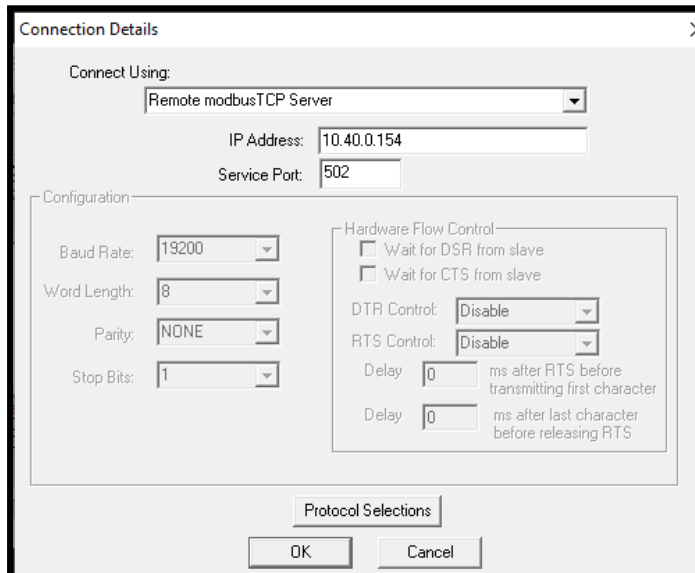 Connection Details
Connect Using:
Remote modbusTCP Server
IP Address: 10.40.0.154
Service Port: 502
Configuration
Baud Rate: 19200
Word Length: 8
Parity: NONE
Stop Bits: 1
Hardware Flow Control
Wait for DSR from slave
Wait for CTS from slave
DTR Control: Disable
RTS Control: Disable
Delay 0 ms after RTS before
transmitting first character
Delay 0 ms after last character
before releasing RTS
Protocol Selections
OK Cancel